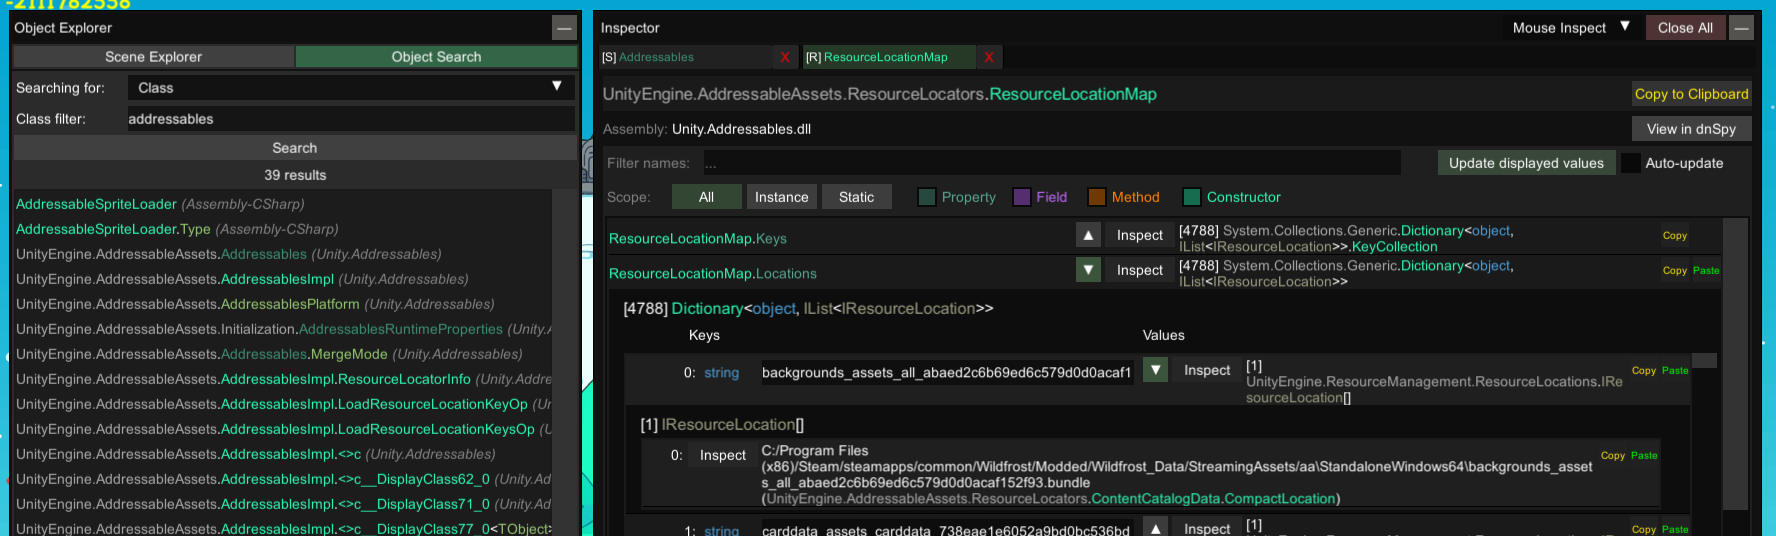 -2111782558
Object Explorer
—
Scene Explorer
Object Search
Searching for:
Class ▼
Class filter:
addressables
Search
39 results
AddressableSpriteLoader (Assembly-CSharp)
AddressableSpriteLoader.Type (Assembly-CSharp)
UnityEngine.AddressableAssets.Addressables (Unity.Addressables)
UnityEngine.AddressableAssets.AddressablesImpl (Unity.Addressables)
UnityEngine.AddressableAssets.AddressablesPlatform (Unity.Addressables)
UnityEngine.AddressableAssets.Initialization.AddressablesRuntimeProperties (Unity.A
UnityEngine.AddressableAssets.Addressables.MergeMode (Unity.Addressables)
UnityEngine.AddressableAssets.AddressablesImpl.ResourceLocatorInfo (Unity.Addre
UnityEngine.AddressableAssets.AddressablesImpl.LoadResourceLocationKeyOp (Un
UnityEngine.AddressableAssets.AddressablesImpl.LoadResourceLocationKeysOp (U
UnityEngine.AddressableAssets.AddressablesImpl.<>c (Unity.Addressables)
UnityEngine.AddressableAssets.AddressablesImpl.<>c__DisplayClass62_0 (Unity.Ad
UnityEngine.AddressableAssets.AddressablesImpl.<>c__DisplayClass71_0 (Unity.Ad
UnityEngine.AddressableAssets.AddressablesImpl.<>c__DisplayClass77_0<TObject>
Inspector
Mouse Inspect ▼
Close All
—
[S] Addressables X
[R] ResourceLocationMap X
UnityEngine.AddressableAssets.ResourceLocators.ResourceLocationMap
Copy to Clipboard
Assembly: Unity.Addressables.dll
View in dnSpy
Filter names: ...
Update displayed values
Auto-update
Scope: All Instance Static Property Field Method Constructor
ResourceLocationMap.Keys
▲ Inspect
[4788] System.Collections.Generic.Dictionary<object,
IList<IResourceLocation>>.KeyCollection
Copy
ResourceLocationMap.Locations
▼ Inspect
[4788] System.Collections.Generic.Dictionary<object,
IList<IResourceLocation>>
Copy Paste
[4788] Dictionary<object, IList<IResourceLocation>>
Keys Values
0: string backgrounds_assets_all_abaed2c6b69ed6c579d0d0acaf1
▼ Inspect
[1]
UnityEngine.ResourceManagement.ResourceLocations.IRe
sourceLocation[]
Copy Paste
[1] IResourceLocation[]
0: Inspect
C:/Program Files
(x86)/Steam/steamapps/common/Wildfrost/Modded/Wildfrost_Data/StreamingAssets/aa\StandaloneWindows64\backgrounds_asset
s_all_abaed2c6b69ed6c579d0d0acaf152f93.bundle
(UnityEngine.AddressableAssets.ResourceLocators.ContentCatalogData.CompactLocation)
Copy Paste
1: string carddata_assets_carddata_738eae1e6052a9bd0bc536bd
▲ Inspect
[1]
Copy Paste